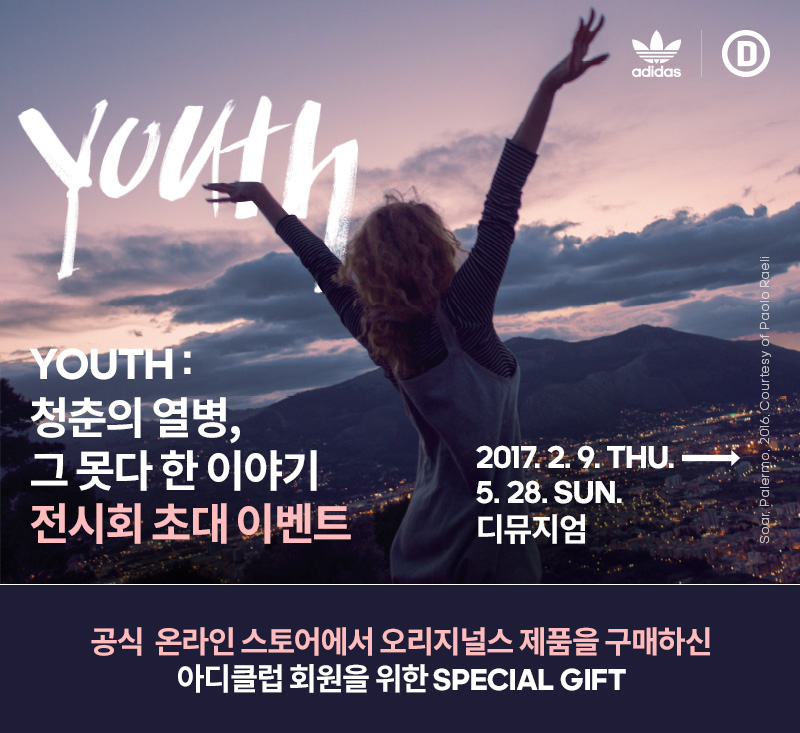 youth
adidas
D
YOUTH :
청춘의 열병,
그 못다 한 이야기
전시회 초대 이벤트
2017. 2. 9. THU. →
5. 28. SUN.
디뮤지엄
Soar, Palermo, 2016, Courtesy of Paolo Raeli
공식 온라인 스토어에서 오리지널스 제품을 구매하신
아디클럽 회원을 위한 SPECIAL GIFT